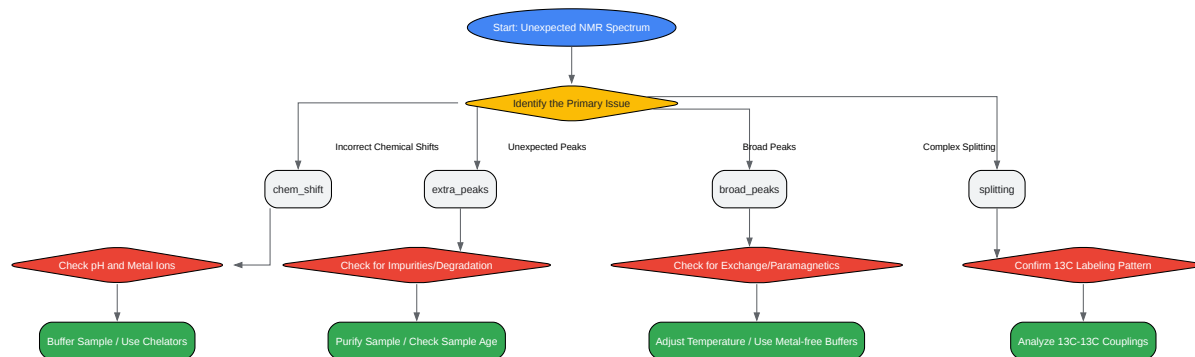 Start: Unexpected NMR Spectrum
Identify the Primary Issue
Incorrect Chemical Shifts
Unexpected Peaks
Broad Peaks
Complex Splitting
chem_shift
extra_peaks
broad_peaks
splitting
Check pH and Metal Ions
Check for Impurities/Degradation
Check for Exchange/Paramagnetics
Confirm 13C Labeling Pattern
Buffer Sample / Use Chelators
Purify Sample / Check Sample Age
Adjust Temperature / Use Metal-free Buffers
Analyze 13C-13C Couplings